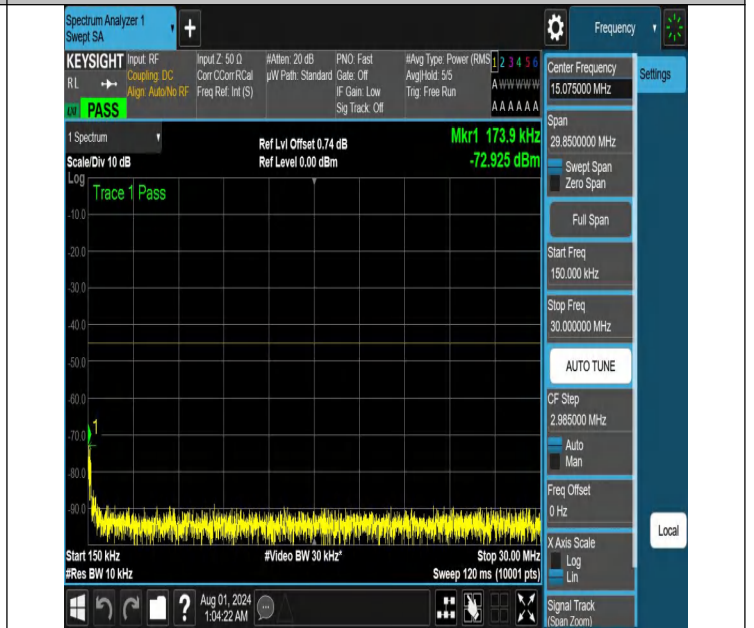 Spectrum Analyzer 1
Swept SA
+
Frequency
KEYSIGHT
RL
PASS
Input: RF
Coupling: DC
Align: Auto/No RF
Input Z: 50 Ω
Corr CCorr RCal
Freq Ref: Int (S)
#Atten: 20 dB
µW Path: Standard
PNO: Fast
Gate: Off
IF Gain: Low
Sig Track: Off
#Avg Type: Power (RMS
Avg|Hold: 5/5
Trig: Free Run
1 2 3 4 5 6
A W W W W W
A A A A A A
Center Frequency
15.075000 MHz
Settings
1 Spectrum
Scale/Div 10 dB
Ref Lvl Offset 0.74 dB
Ref Level 0.00 dBm
Mkr1 173.9 kHz
-72.925 dBm
Log
Trace 1 Pass
-10.0
-20.0
-30.0
-40.0
-50.0
-60.0
-70.0
-80.0
-90.0
1
Start 150 kHz
#Res BW 10 kHz
#Video BW 30 kHz*
Stop 30.00 MHz
Sweep 120 ms (10001 pts)
Span
29.8500000 MHz
Swept Span
Zero Span
Full Span
Start Freq
150.000 kHz
Stop Freq
30.000000 MHz
AUTO TUNE
CF Step
2.985000 MHz
Auto
Man
Freq Offset
0 Hz
X Axis Scale
Log
Lin
Signal Track
(Span Zoom)
Local
?
Aug 01, 2024
1:04:22 AM